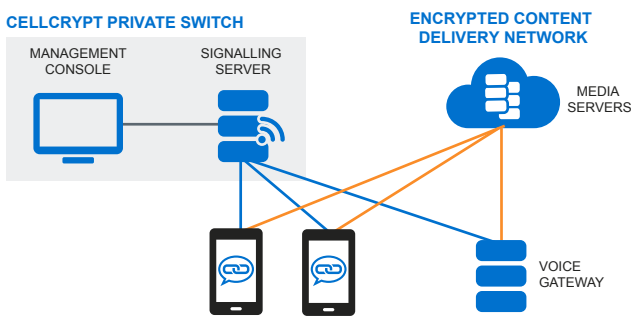 CELLCRYPT PRIVATE SWITCH
MANAGEMENT
CONSOLE
SIGNALLING
SERVER
ENCRYPTED CONTENT
DELIVERY NETWORK
MEDIA
SERVERS
VOICE
GATEWAY